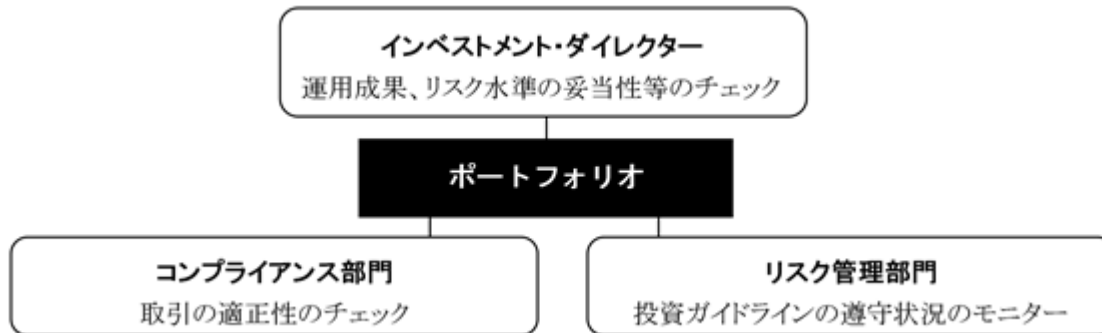 インベストメント・ダイレクター
運用成果、リスク水準の妥当性等のチェック
ポートフォリオ
コンプライアンス部門
取引の適正性のチェック
リスク管理部門
投資ガイドラインの遵守状況のモニター